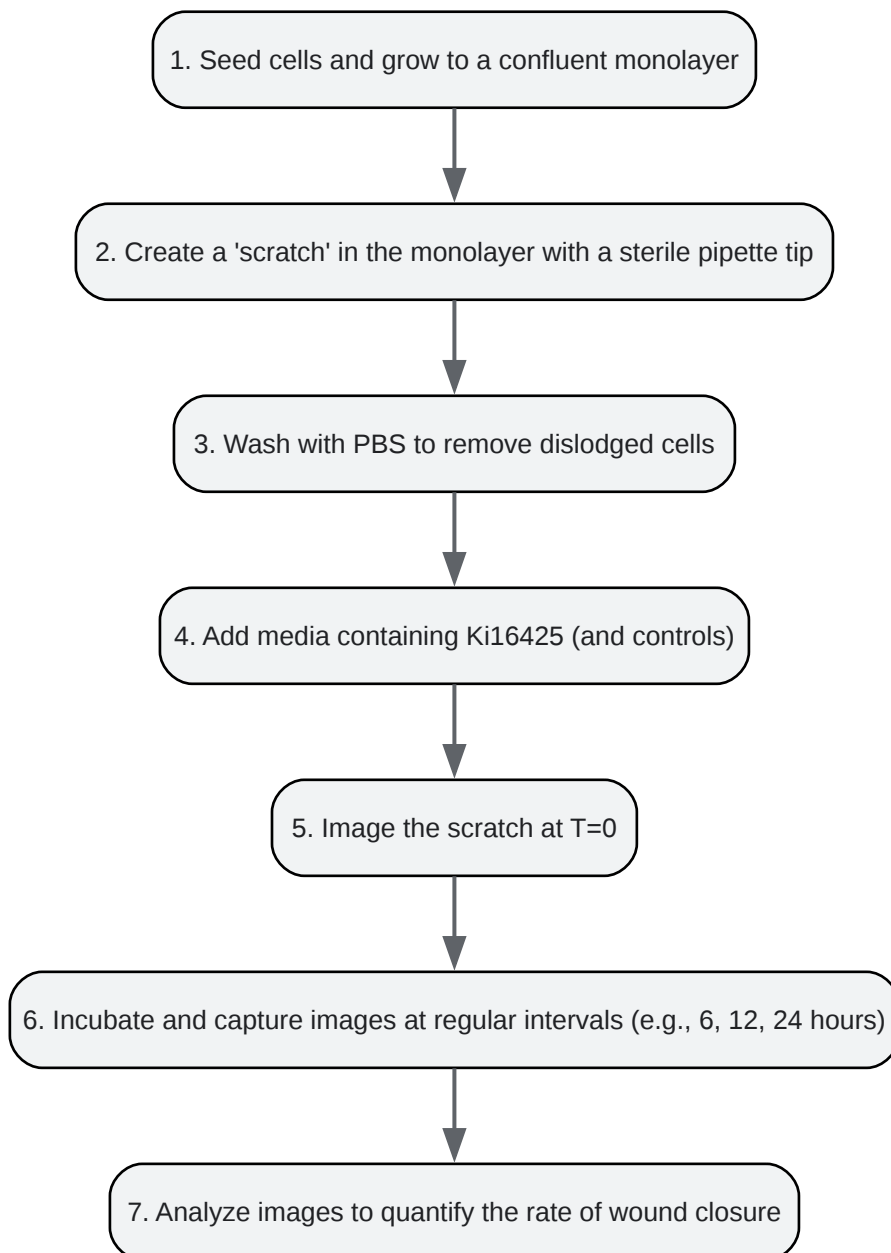 1. Seed cells and grow to a confluent monolayer
2. Create a 'scratch' in the monolayer with a sterile pipette tip
3. Wash with PBS to remove dislodged cells
4. Add media containing Ki16425 (and controls)
5. Image the scratch at T=0
6. Incubate and capture images at regular intervals (e.g., 6, 12, 24 hours)
7. Analyze images to quantify the rate of wound closure